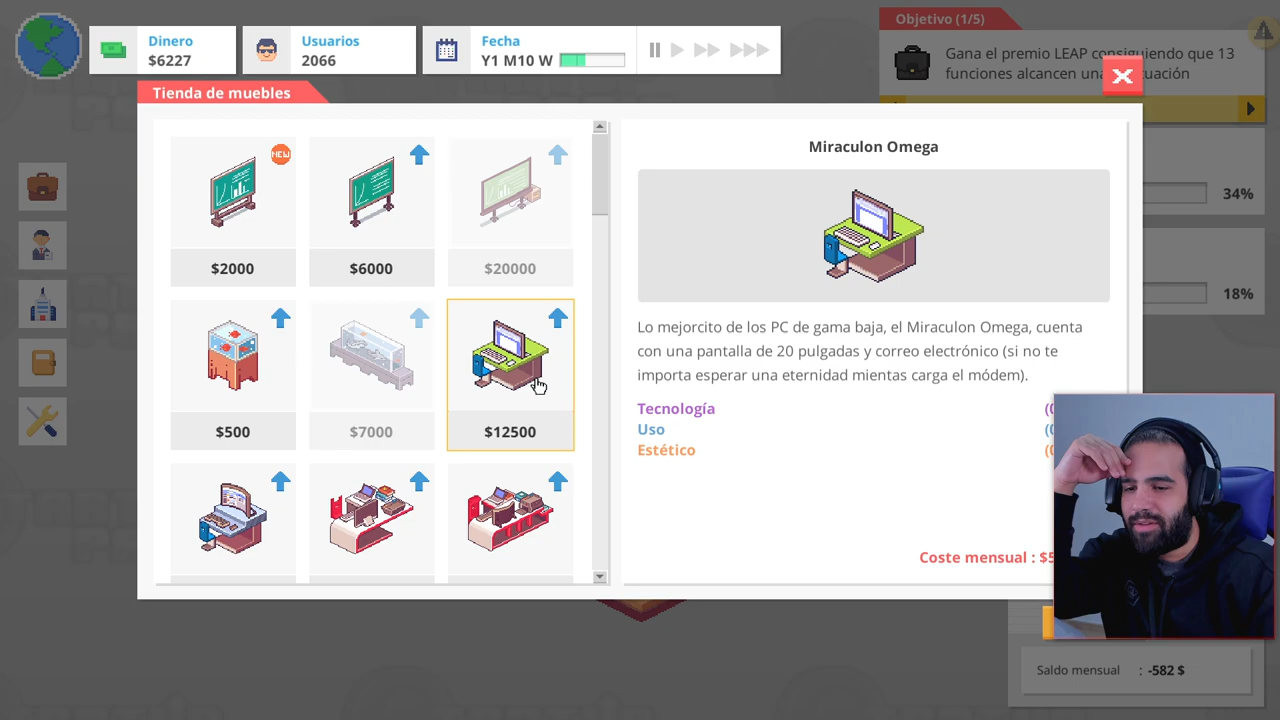 Dinero
$6227
Usuarios
2066
Fecha
Y1 M10 W
Objetivo (1/5)
Gana el premio LEAP consiguiendo que 13
funciones alcancen una
Tienda de muebles
NEW
$2000
$6000
$20000
$500
$7000
$12500
Miraculon Omega
Lo mejorcito de los PC de gama baja, el Miraculon Omega, cuenta
con una pantalla de 20 pulgadas y correo electrónico (si no te
importa esperar una eternidad mientas carga el módem).
Tecnología
Uso
Estético
Coste mensual : $5
34%
18%
Saldo mensual : -582 $